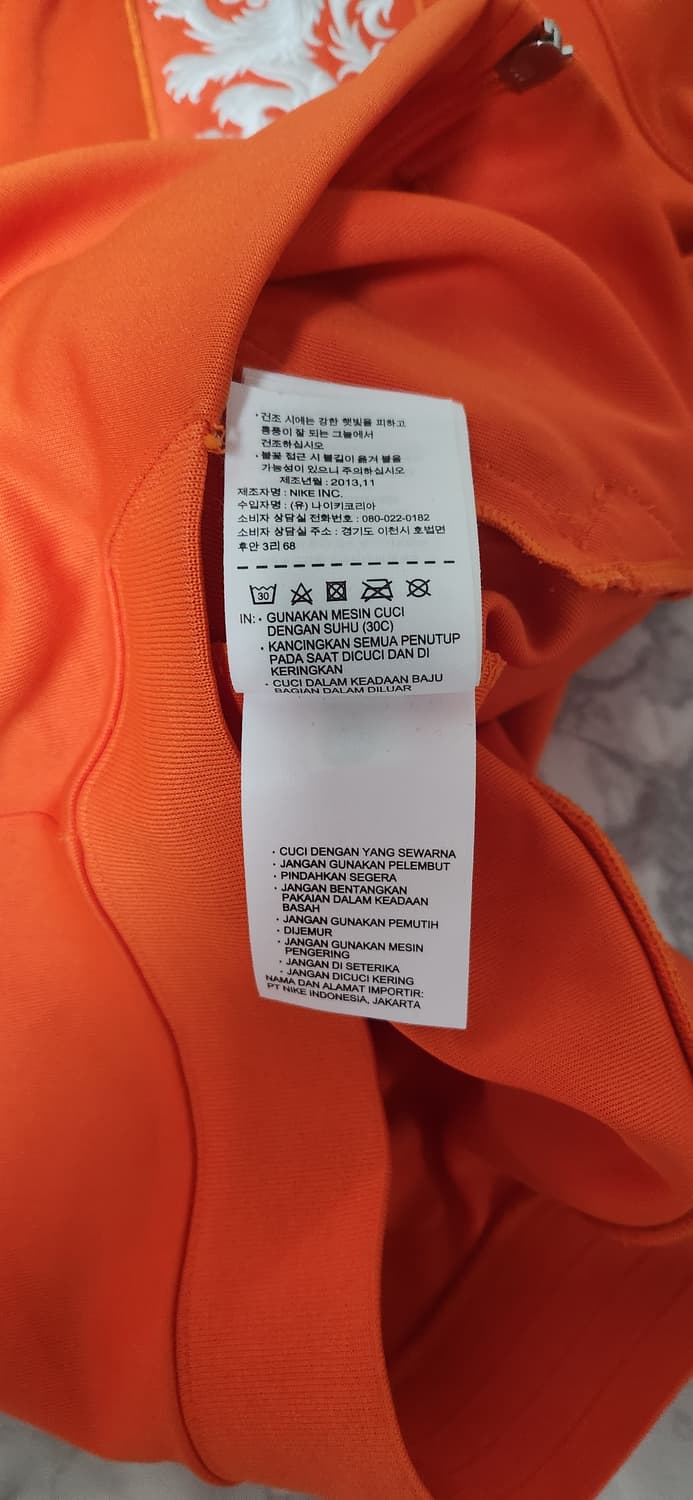 · 건조 시에는 강한 햇빛을 피하고
통풍이 잘 되는 그늘에서
건조하십시오
· 불꽃 접근 시 불길이 옮겨 붙을
가능성이 있으니 주의하십시오
제조년월 : 2013,11
제조자명 : NIKE INC.
수입자명 : (유) 나이키코리아
소비자 상담실 전화번호 : 080-022-0182
소비자 상담실 주소 : 경기도 이천시 호법면
후안 3리 68
30
IN: · GUNAKAN MESIN CUCI
DENGAN SUHU (30C)
· KANCINGKAN SEMUA PENUTUP
PADA SAAT DICUCI DAN DI
KERINGKAN
· CUCI DALAM KEADAAN BAJU
BAGIAN DALAM DILUAR
· CUCI DENGAN YANG SEWARNA
· JANGAN GUNAKAN PELEMBUT
· PINDAHKAN SEGERA
· JANGAN BENTANGKAN
PAKAIAN DALAM KEADAAN
BASAH
· JANGAN GUNAKAN PEMUTIH
· DIJEMUR
· JANGAN GUNAKAN MESIN
PENGERING
· JANGAN DI SETERIKA
· JANGAN DICUCI KERING
NAMA DAN ALAMAT IMPORTIR:
PT NIKE INDONESIA, JAKARTA